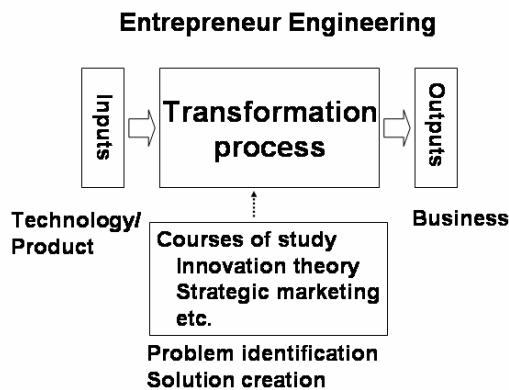 Entrepreneur Engineering
Inputs
Transformation
process
Outputs
Technology/
Product
Business
Courses of study
Innovation theory
Strategic marketing
etc.
Problem identification
Solution creation